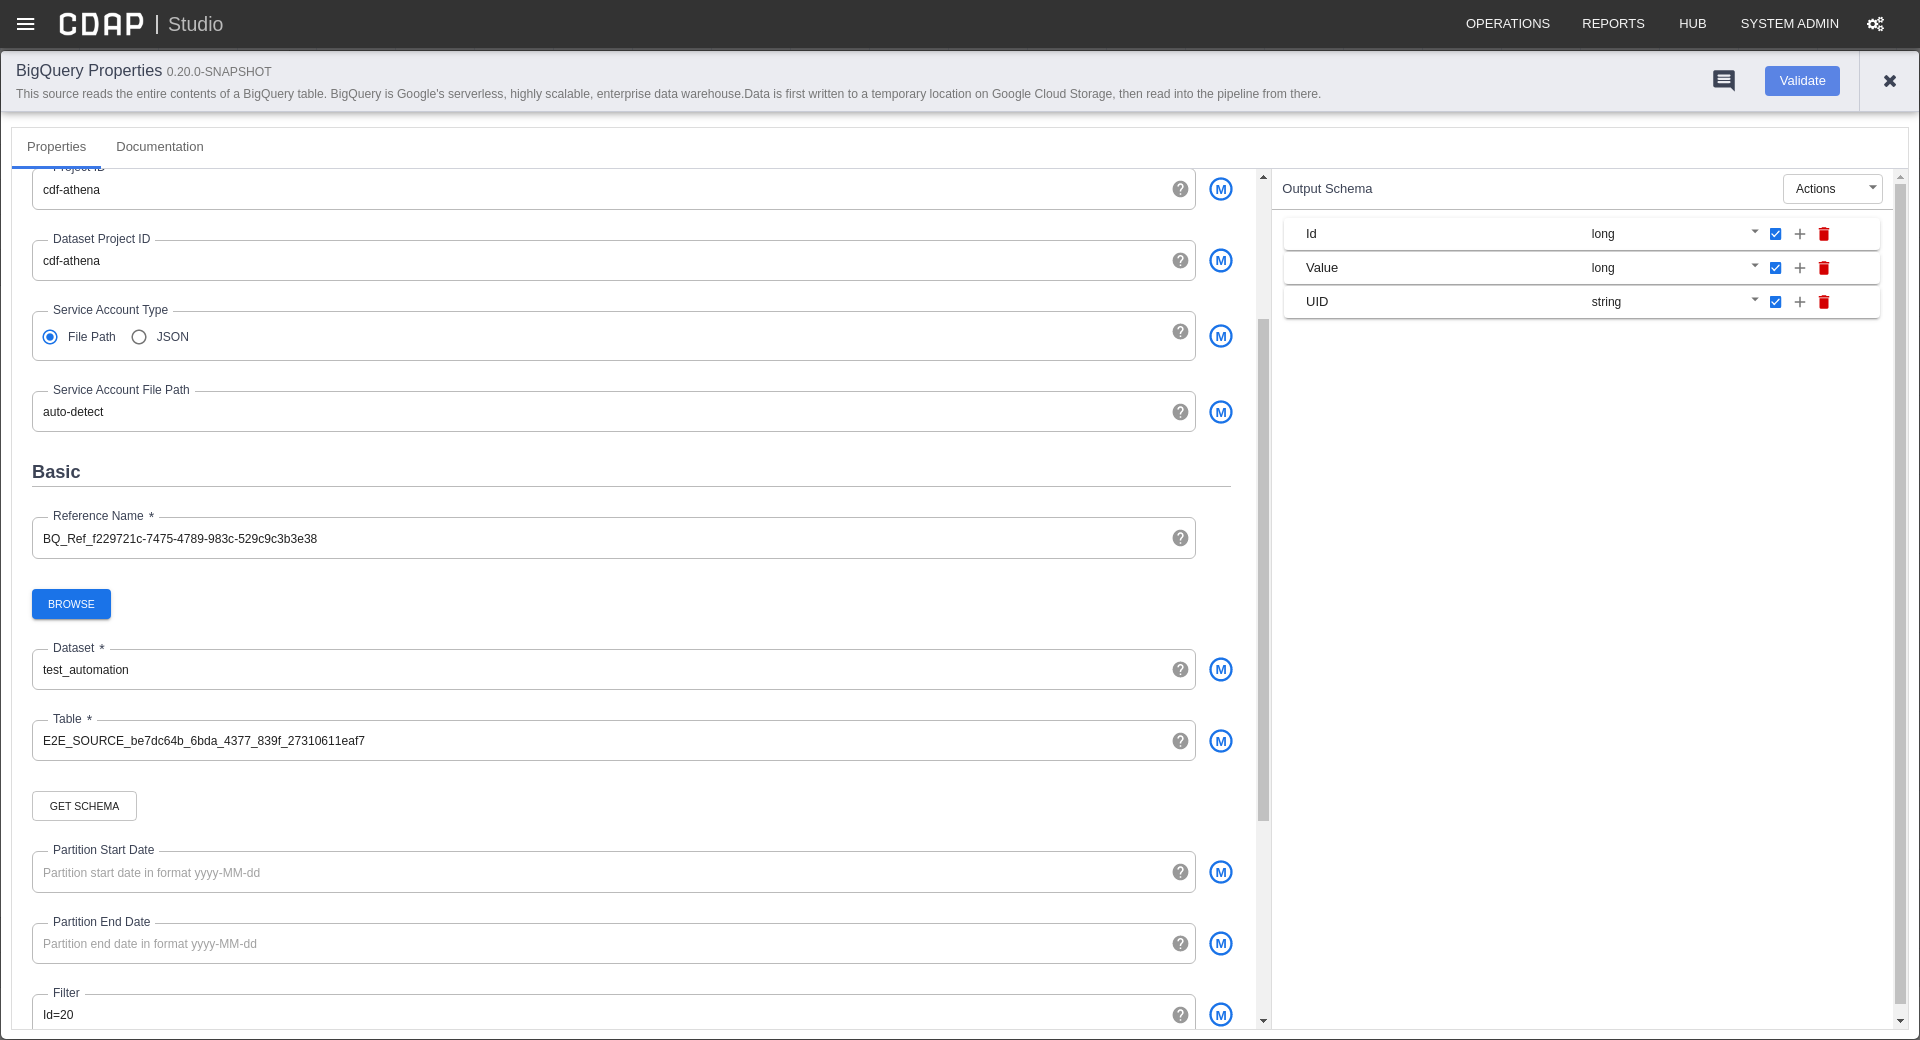 CDAP | Studio
OPERATIONS REPORTS HUB SYSTEM ADMIN
BigQuery Properties 0.20.0-SNAPSHOT
This source reads the entire contents of a BigQuery table. BigQuery is Google's serverless, highly scalable, enterprise data warehouse.Data is first written to a temporary location on Google Cloud Storage, then read into the pipeline from there.
Validate
Properties Documentation
Project ID
cdf-athena
M
Dataset Project ID
cdf-athena
M
Service Account Type
File Path JSON
M
Service Account File Path
auto-detect
M
Basic
Reference Name *
BQ_Ref_f229721c-7475-4789-983c-529c9c3b3e38
BROWSE
Dataset *
test_automation
M
Table *
E2E_SOURCE_be7dc64b_6bda_4377_839f_27310611eaf7
M
GET SCHEMA
Partition Start Date
Partition start date in format yyyy-MM-dd
M
Partition End Date
Partition end date in format yyyy-MM-dd
M
Filter
Id=20
M
Output Schema
Actions
Id long
Value long
UID string